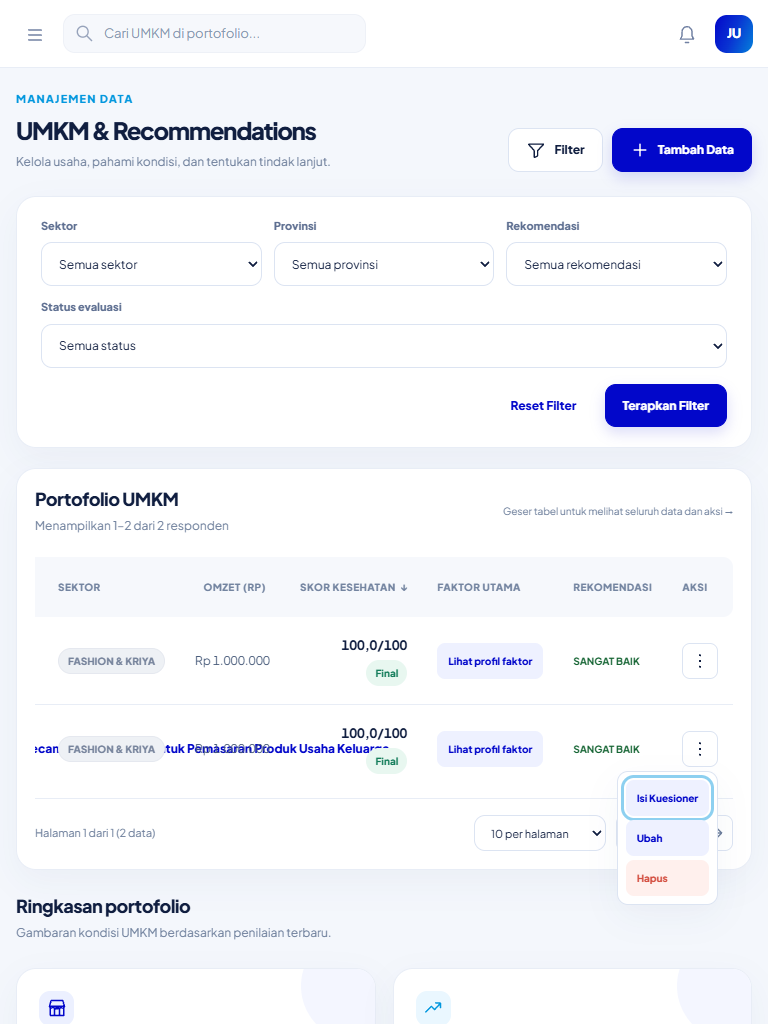 Cari UMKM di portofolio...
JU
MANAJEMEN DATA
UMKM & Recommendations
Kelola usaha, pahami kondisi, dan tentukan tindak lanjut.
Filter
Tambah Data
Sektor
Provinsi
Rekomendasi
Semua sektor
Semua provinsi
Semua rekomendasi
Status evaluasi
Semua status
Reset Filter
Terapkan Filter
Portofolio UMKM
Menampilkan 1–2 dari 2 responden
Geser tabel untuk melihat seluruh data dan aksi →
SEKTOR OMZET (RP) SKOR KESEHATAN ↓ FAKTOR UTAMA REKOMENDASI AKSI
FASHION & KRIYA Rp 1.000.000 100,0/100 Final Lihat profil faktor SANGAT BAIK
FASHION & KRIYA Pemasaran Produk Usaha Keluarga 100,0/100 Final Lihat profil faktor SANGAT BAIK
Isi Kuesioner
Ubah
Hapus
Halaman 1 dari 1 (2 data)
10 per halaman
Ringkasan portofolio
Gambaran kondisi UMKM berdasarkan penilaian terbaru.